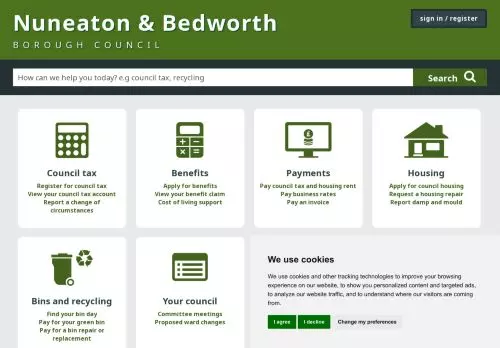 Nuneaton & Bedworth
BOROUGH COUNCIL
sign in / register
How can we help you today? e.g council tax, recycling
Search
Council tax
Register for council tax
View your council tax account
Report a change of
circumstances
Benefits
Apply for benefits
View your benefit claim
Cost of living support
Payments
Pay council tax and housing rent
Pay business rates
Pay an invoice
Housing
Apply for council housing
Request a housing repair
Report damp and mould
Bins and recycling
Find your bin day
Pay for your green bin
Pay for a bin repair or
replacement
Your council
Committee meetings
Proposed ward changes
We use cookies
We use cookies and other tracking technologies to improve your browsing
experience on our website, to show you personalized content and targeted ads,
to analyze our website traffic, and to understand where our visitors are coming
from.
I agree
I decline
Change my preferences